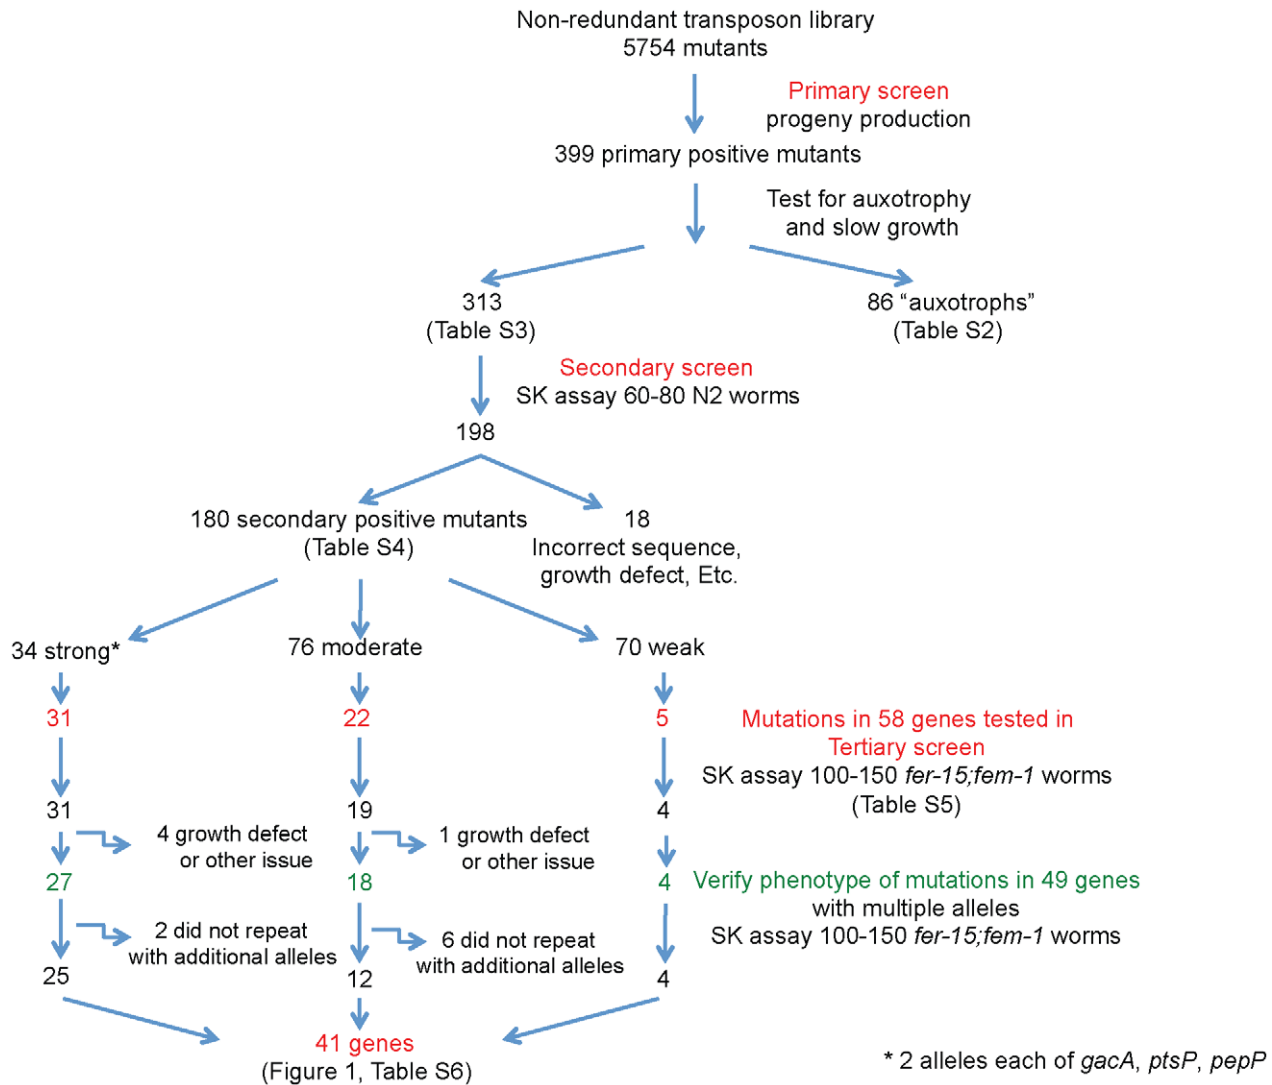 Non-redundant transposon library
5754 mutants
Primary screen
progeny production
399 primary positive mutants
Test for auxotrophy
and slow growth
313
(Table S3)
86 “auxotrophs”
(Table S2)
Secondary screen
SK assay 60-80 N2 worms
198
180 secondary positive mutants
(Table S4)
18
Incorrect sequence,
growth defect, Etc.
34 strong*
76 moderate
70 weak
31
22
5
Mutations in 58 genes tested in
Tertiary screen
SK assay 100-150 fer-15;fem-1 worms
(Table S5)
31
19
4
4 growth defect
or other issue
1 growth defect
or other issue
27
18
4
Verify phenotype of mutations in 49 genes
with multiple alleles
SK assay 100-150 fer-15;fem-1 worms
2 did not repeat
with additional alleles
6 did not repeat
with additional alleles
25
12
4
41 genes
(Figure 1, Table S6)
* 2 alleles each of gacA, ptsP, pepP